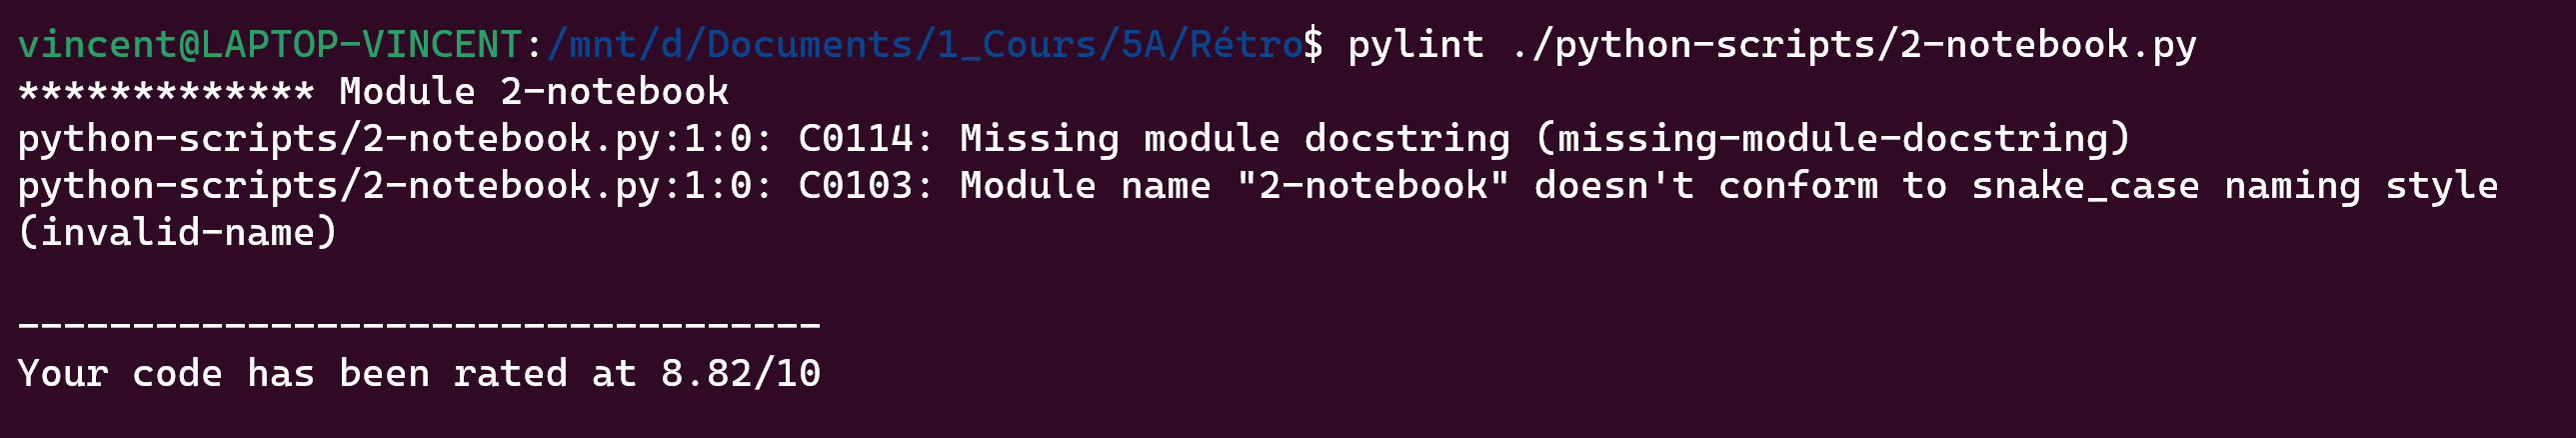 vincent@LAPTOP-VINCENT:/mnt/d/Documents/1_Cours/5A/Rétro$ pylint ./python-scripts/2-notebook.py
************* Module 2-notebook
python-scripts/2-notebook.py:1:0: C0114: Missing module docstring (missing-module-docstring)
python-scripts/2-notebook.py:1:0: C0103: Module name "2-notebook" doesn't conform to snake_case naming style
(invalid-name)

-----------------------------------
Your code has been rated at 8.82/10